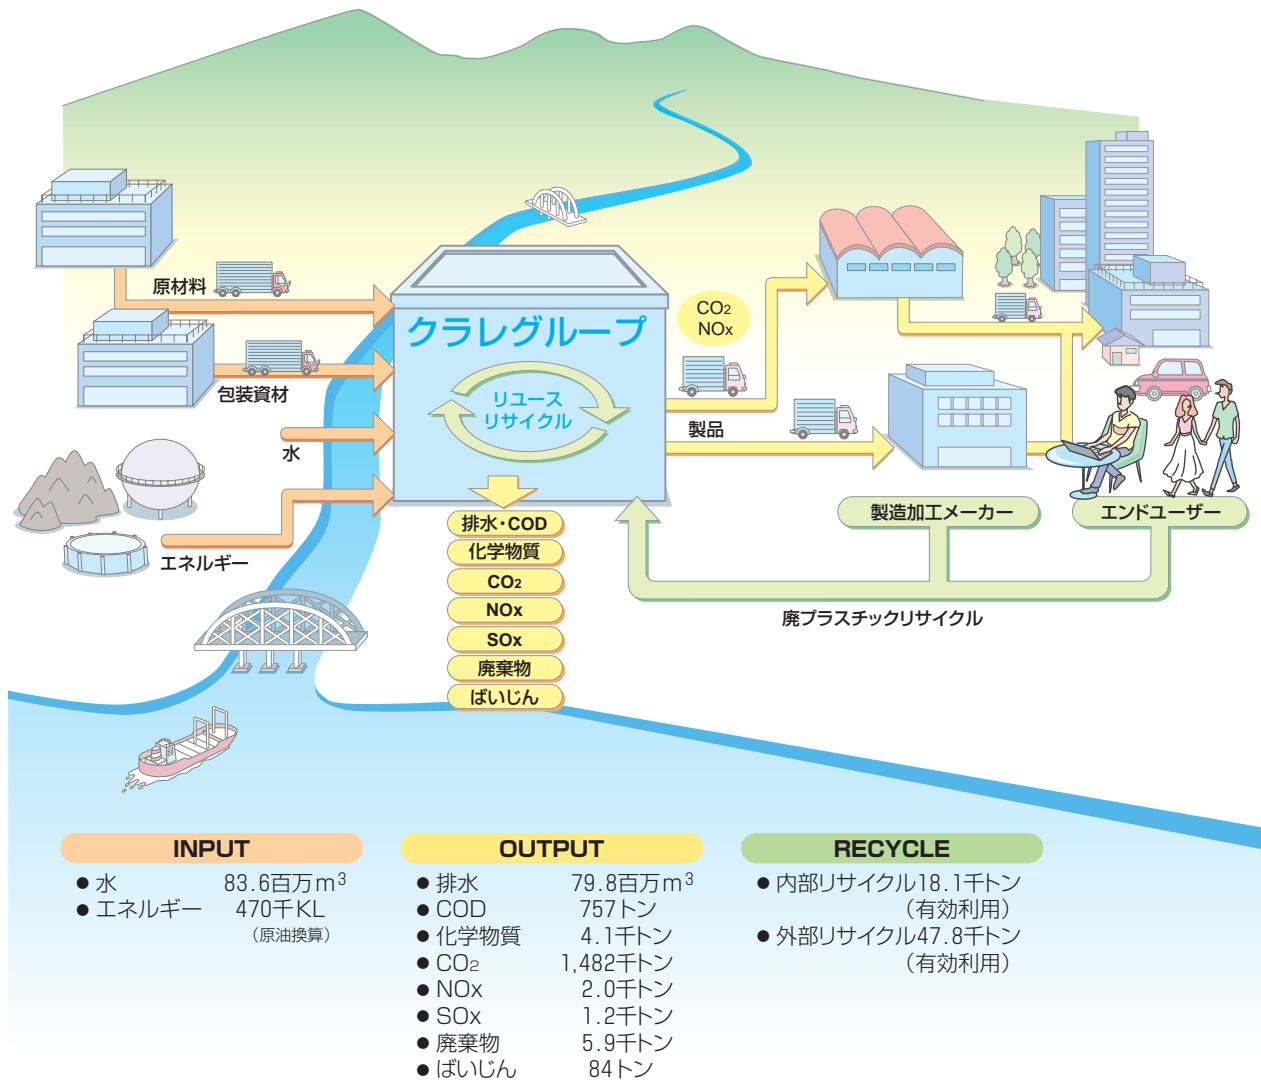 原材料
クラレグループ
CO2
NOx
包装資材
リユース
リサイクル
製品
水
エネルギー
排水・COD
化学物質
CO2
NOx
SOx
廃棄物
ばいじん
製造加工メーカー
エンドユーザー
廃プラスチックリサイクル
INPUT
● 水 83.6百万m³
● エネルギー 470千KL
(原油換算)
OUTPUT
● 排水 79.8百万m³
● COD 757トン
● 化学物質 4.1千トン
● CO2 1,482千トン
● NOx 2.0千トン
● SOx 1.2千トン
● 廃棄物 5.9千トン
● ばいじん 84トン
RECYCLE
● 内部リサイクル18.1千トン
(有効利用)
● 外部リサイクル47.8千トン
(有効利用)